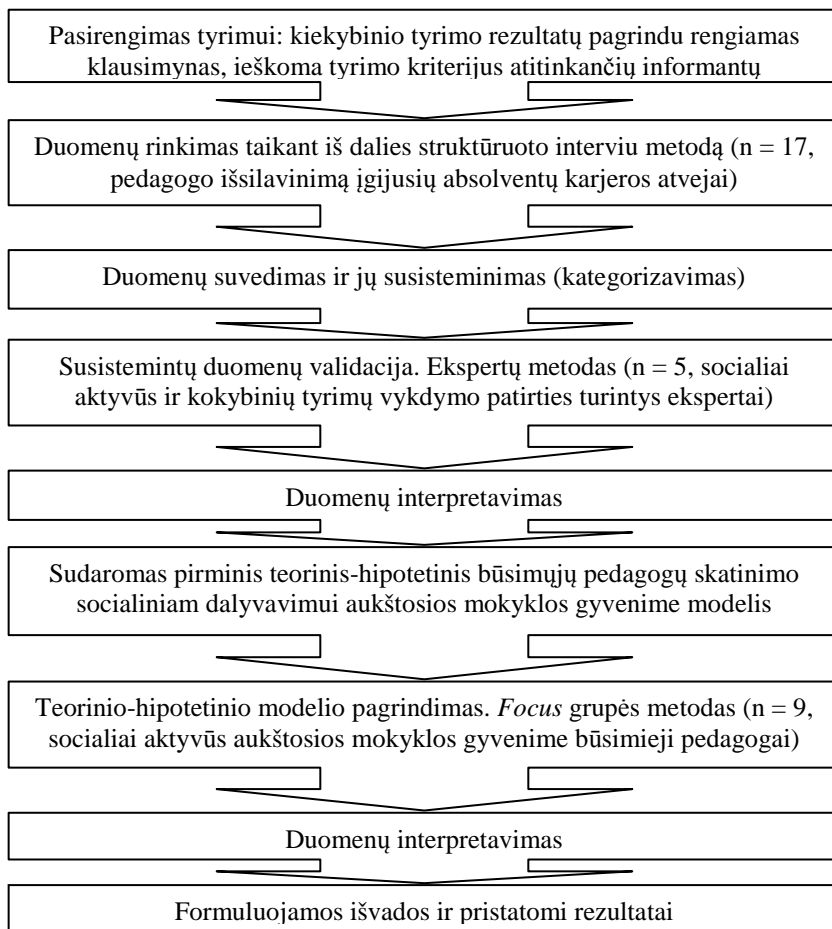 Pasirengimas tyrimui: kiekybinio tyrimo rezultatų pagrindu rengiamas
klausimynas, ieškoma tyrimo kriterijus atitinkančių informantų
Duomenų rinkimas taikant iš dalies struktūruoto interviu metodą (n = 17,
pedagogo išsilavinimą įgijusių absolventų karjeros atvejai)
Duomenų suvedimas ir jų susisteminimas (kategorizavimas)
Susistemintų duomenų validacija. Ekspertų metodas (n = 5, socialiai
aktyvūs ir kokybinių tyrimų vykdymo patirties turintys ekspertai)
Duomenų interpretavimas
Sudaromas pirminis teorinis-hipotetinis būsimųjų pedagogų skatinimo
socialiniam dalyvavimui aukštosios mokyklos gyvenime modelis
Teorinio-hipotetinio modelio pagrindimas. Focus grupės metodas (n = 9,
socialiai aktyvūs aukštosios mokyklos gyvenime būsimieji pedagogai)
Duomenų interpretavimas
Formuluojamos išvados ir pristatomi rezultatai